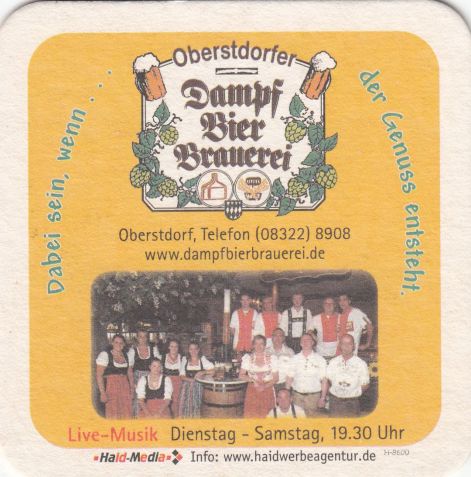 Dabei sein, wenn . . .
der Genuss entsteht.
Oberstdorfer
Dampf
Bier
Brauerei
Oberstdorf, Telefon (08322) 8908
www.dampfbierbrauerei.de
Live-Musik Dienstag - Samstag, 19.30 Uhr
Haid-Media Info: www.haidwerbeagentur.de H-8600